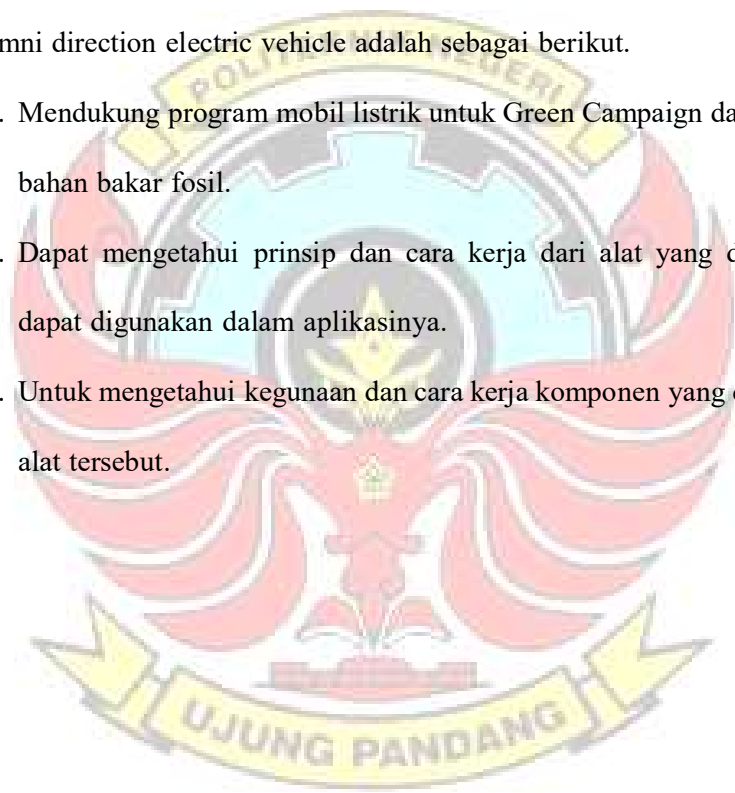 mni direction electric vehicle adalah sebagai berikut.
. Mendukung program mobil listrik untuk Green Campaign da
bahan bakar fosil.
. Dapat mengetahui prinsip dan cara kerja dari alat yang d
dapat digunakan dalam aplikasinya.
. Untuk mengetahui kegunaan dan cara kerja komponen yang
alat tersebut.
POLITEKNIK NEGERI
UJUNG PANDANG